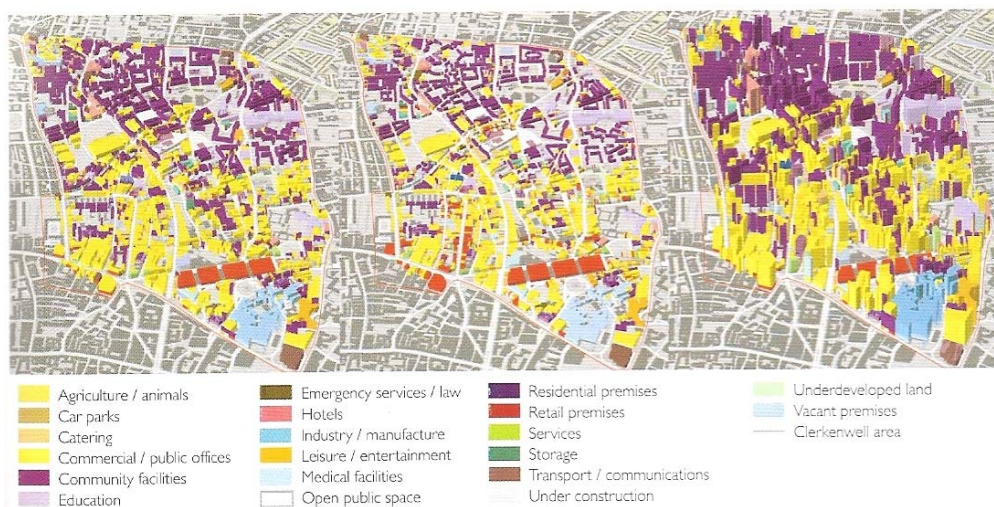 Agriculture / animals
Car parks
Catering
Commercial / public offices
Community facilities
Education
Emergency services / law
Hotels
Industry / manufacture
Leisure / entertainment
Medical facilities
Open public space
Residential premises
Retail premises
Services
Storage
Transport / communications
Under construction
Underdeveloped land
Vacant premises
Clerkenwell area